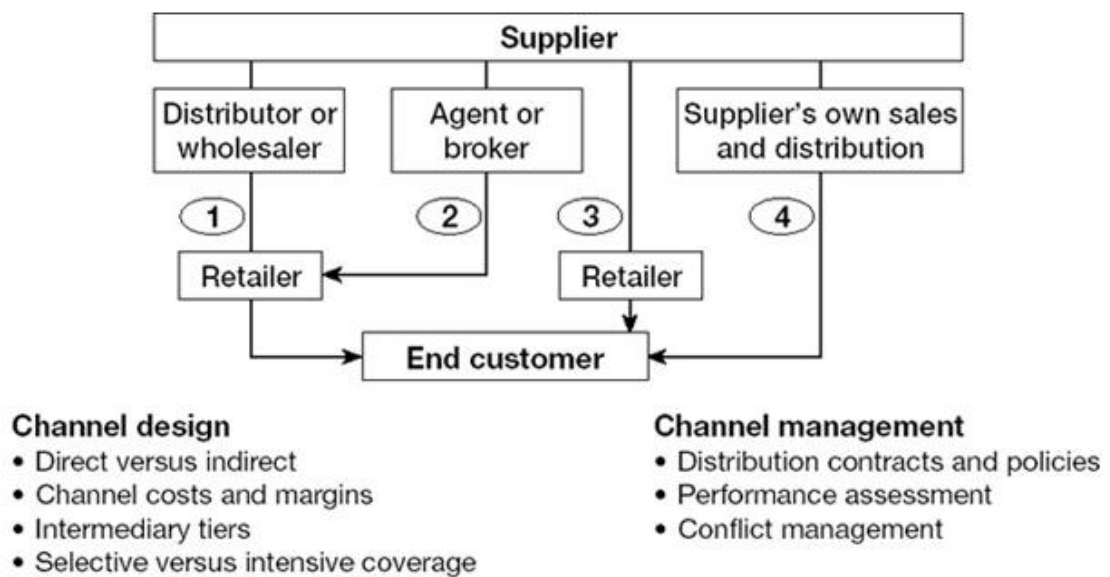 Supplier
Distributor or
wholesaler
Agent or
broker
Supplier's own sales
and distribution
1
2
3
4
Retailer
Retailer
End customer
Channel design
• Direct versus indirect
• Channel costs and margins
• Intermediary tiers
• Selective versus intensive coverage
Channel management
• Distribution contracts and policies
• Performance assessment
• Conflict management